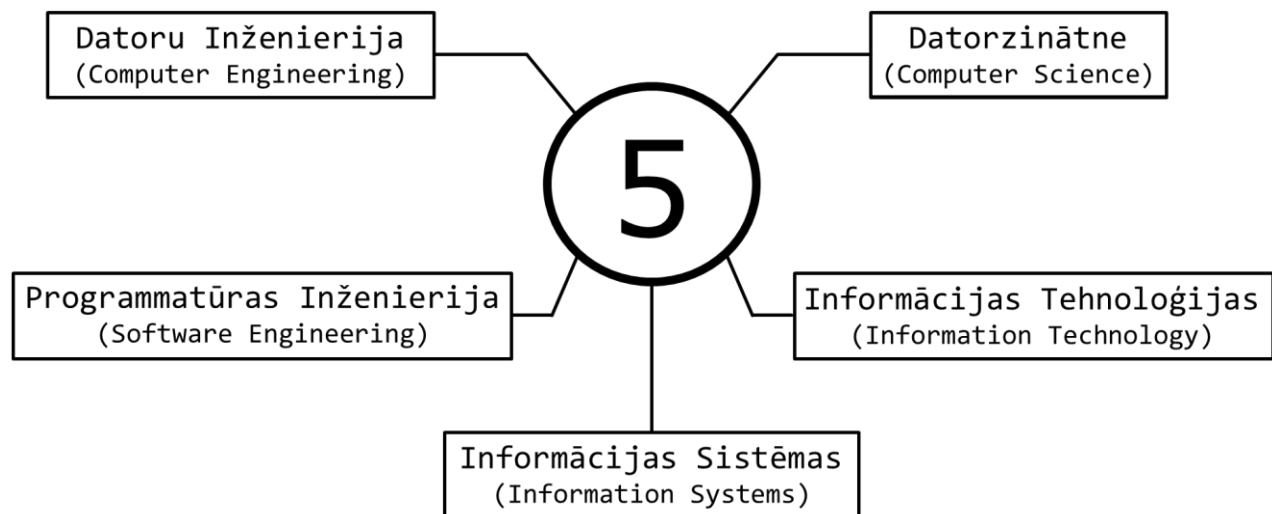 Datoru Inženierija
(Computer Engineering)
Datorzinātne
(Computer Science)
5
Programmatūras Inženierija
(Software Engineering)
Informācijas Tehnoloģijas
(Information Technology)
Informācijas Sistēmas
(Information Systems)